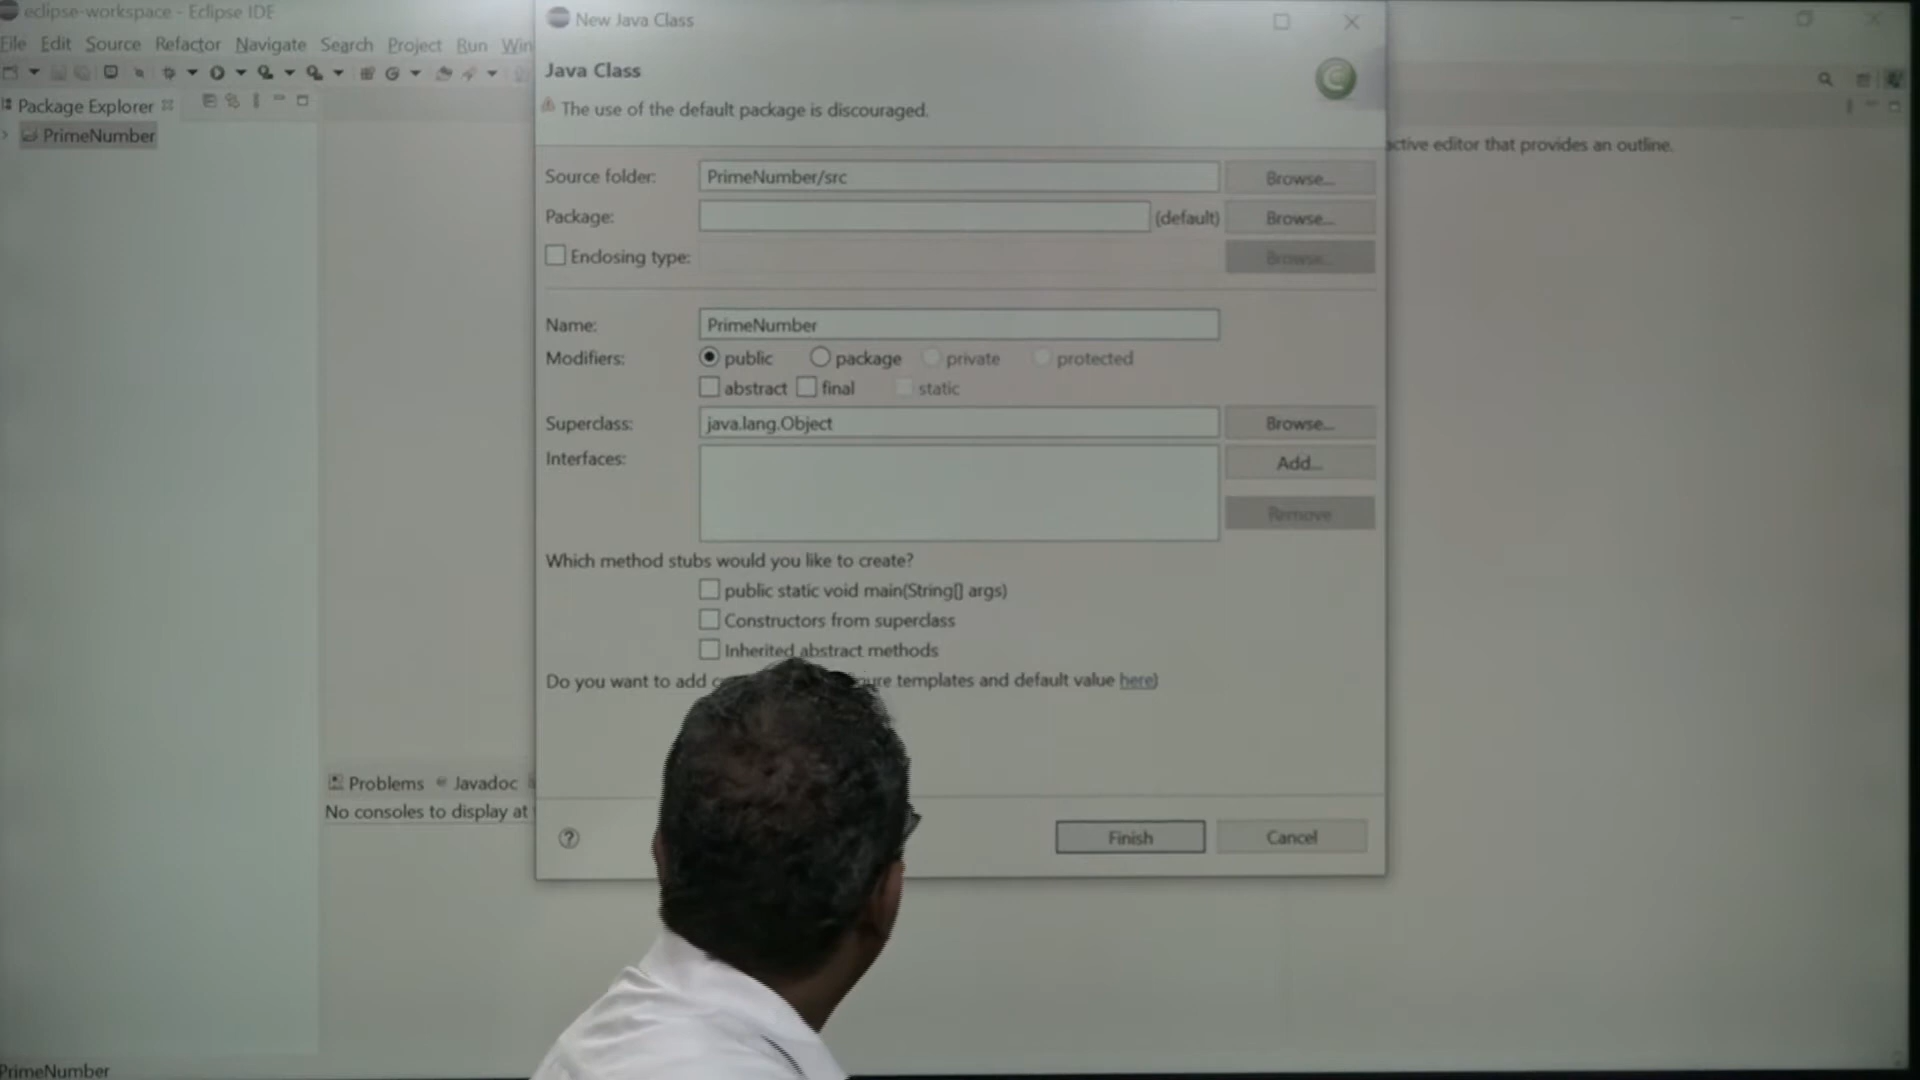 eclipse-workspace - Eclipse IDE
File Edit Source Refactor Navigate Search Project Run Win
Package Explorer
PrimeNumber
New Java Class
Java Class
The use of the default package is discouraged.
Source folder: PrimeNumber/src Browse...
Package: (default) Browse...
Enclosing type: Browse...
Name: PrimeNumber
Modifiers: public package private protected
abstract final static
Superclass: java.lang.Object Browse...
Interfaces: Add...
Remove
Which method stubs would you like to create?
public static void main(String[] args)
Constructors from superclass
Inherited abstract methods
Do you want to add templates and default value here)
Finish Cancel
active editor that provides an outline.
Problems Javadoc
No consoles to display at
PrimeNumber